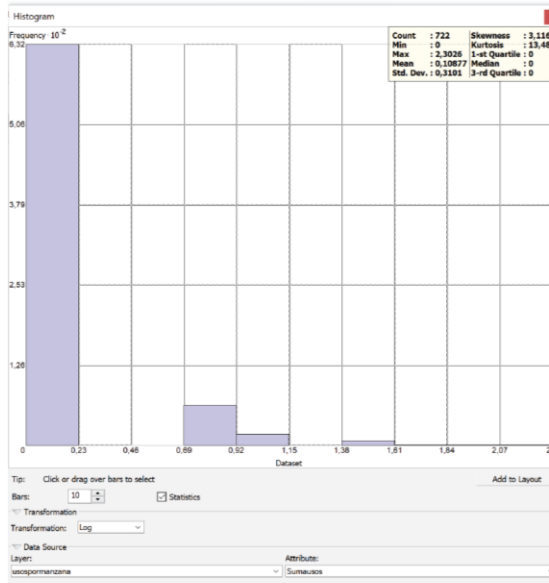 Histogram
Frequency 10⁻²
Count : 722 Skewness : 3,116
Min : 0 Kurtosis : 13,48
Max : 2,3026 1-st Quartile : 0
Mean : 0,10877 Median : 0
Std. Dev. : 0,3101 3-rd Quartile : 0
6,32
5,06
3,79
2,53
1,26
0 0,23 0,46 0,69 0,92 1,15 1,38 1,61 1,84 2,07 2
Dataset
Tip: Click or drag over bars to select Add to Layout
Bars: 10 Statistics
Transformation
Transformation: Log
Data Source
Layer: Attribute:
usospormanzana Sumausos